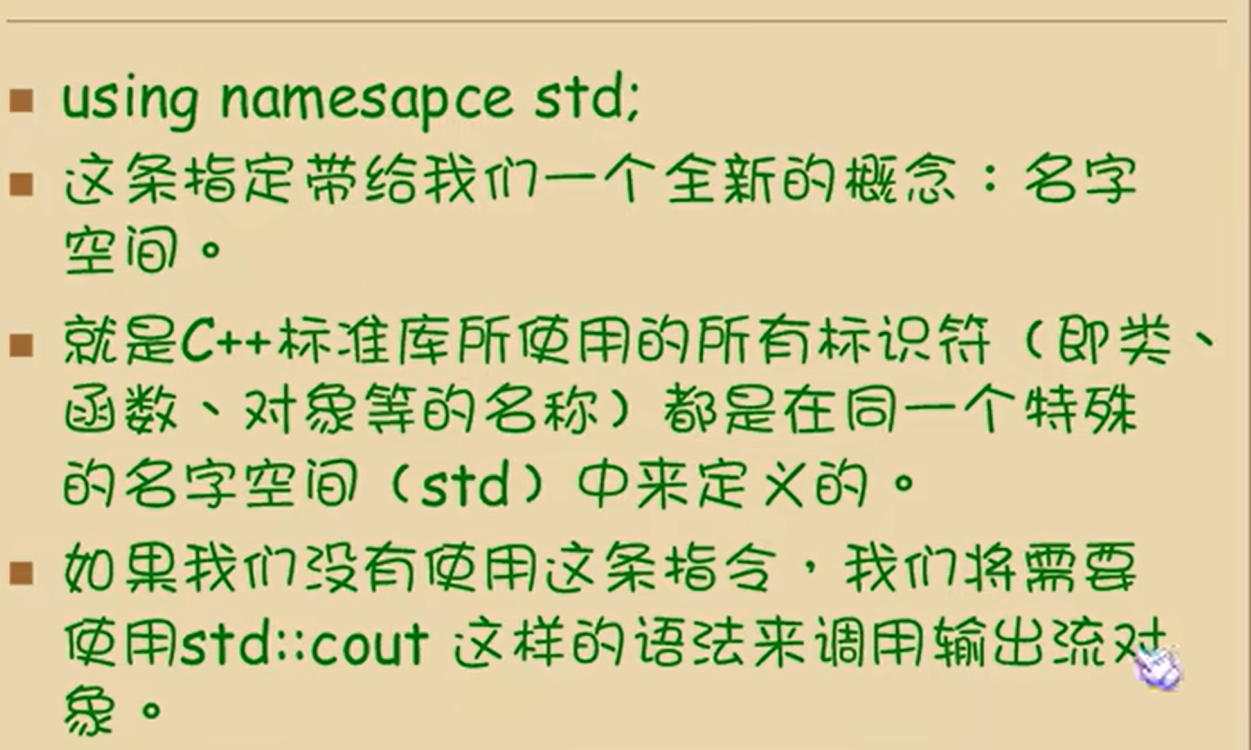 using namesapce std;
这条指定带给我们一个全新的概念：名字
空间。
就是C++标准库所使用的所有标识符（即类、
函数、对象等的名称）都是在同一个特殊
的名字空间（std）中来定义的。
如果我们没有使用这条指令，我们将需要
使用std::cout 这样的语法来调用输出流对
象。